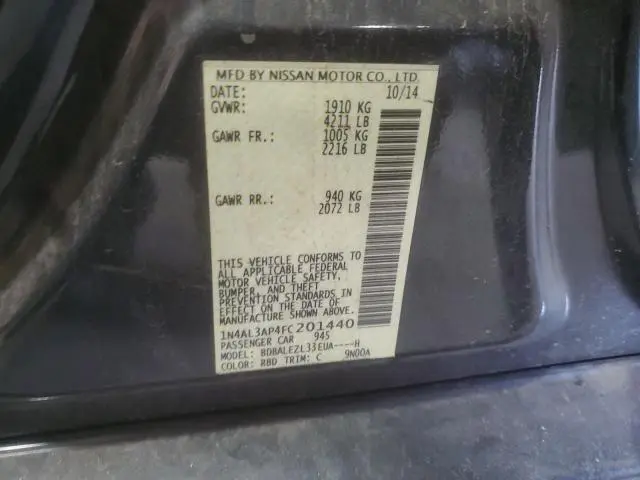 MFD BY NISSAN MOTOR CO., LTD.
DATE: 10/14
GVWR: 1910 KG
4211 LB
GAWR FR.: 1005 KG
2216 LB
GAWR RR.: 940 KG
2072 LB
THIS VEHICLE CONFORMS TO
ALL APPLICABLE FEDERAL
MOTOR VEHICLE SAFETY,
BUMPER, AND THEFT
PREVENTION STANDARDS IN
EFFECT ON THE DATE OF
MANUFACTURE SHOWN ABOVE.
1N4AL3AP4FC201440
PASSENGER CAR 945
MODEL: BDBALEZL33EUA----H
COLOR: RBD TRIM: C 9N00A